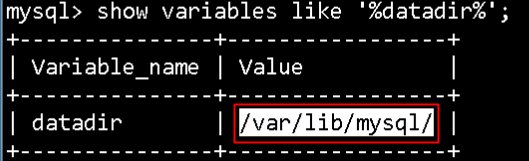 mysql> show variables like '%datadir%';
+---------------+-----------------+
| Variable_name | Value           |
+---------------+-----------------+
| datadir       | /var/lib/mysql/ |
+---------------+-----------------+